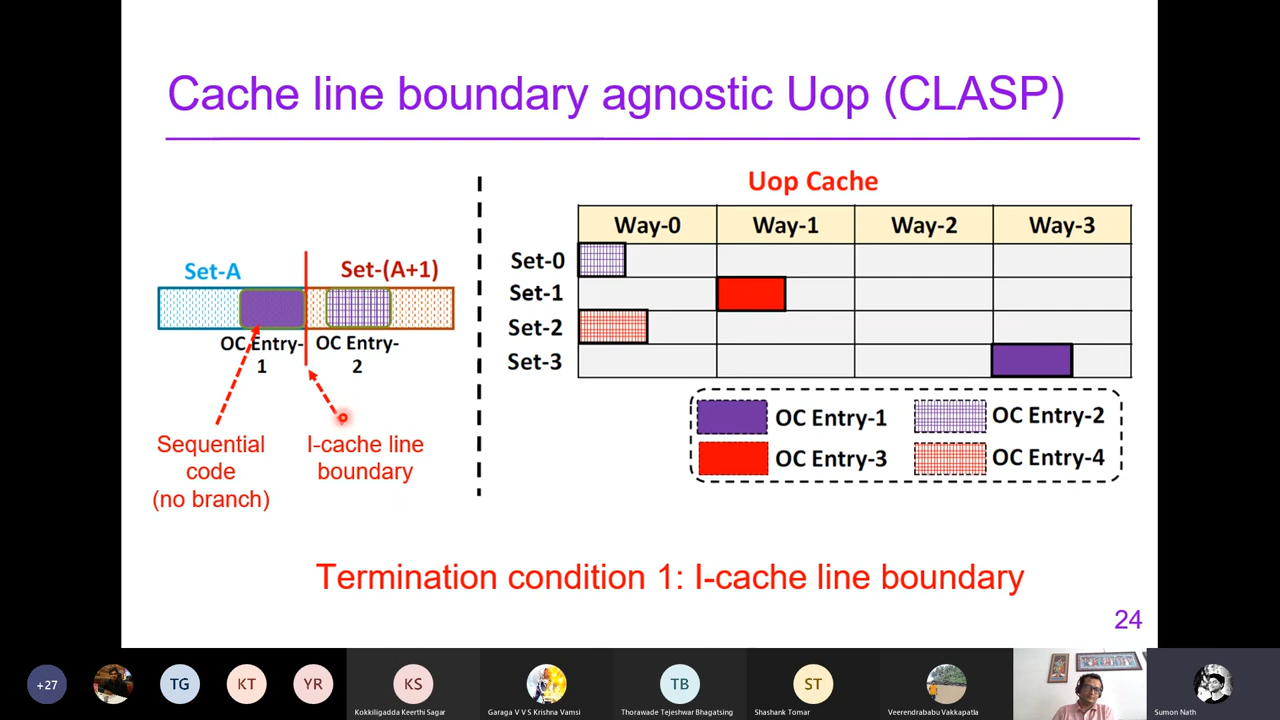 Cache line boundary agnostic Uop (CLASP)
Uop Cache
Way-0 Way-1 Way-2 Way-3
Set-0
Set-1
Set-2
Set-3
Set-A Set-(A+1)
OC Entry-
1
OC Entry-
2
Sequential
code
(no branch)
I-cache line
boundary
OC Entry-1 OC Entry-2
OC Entry-3 OC Entry-4
Termination condition 1: I-cache line boundary
24
+27 TG KT YR KS TB ST
Kokkiligadda Keerthi Sagar Garaga V V S Krishna Vamsi Thorawade Tejeshwar Bhagatsing Shashank Tomar Veerendrababu Vakkapatla Sumon Nath